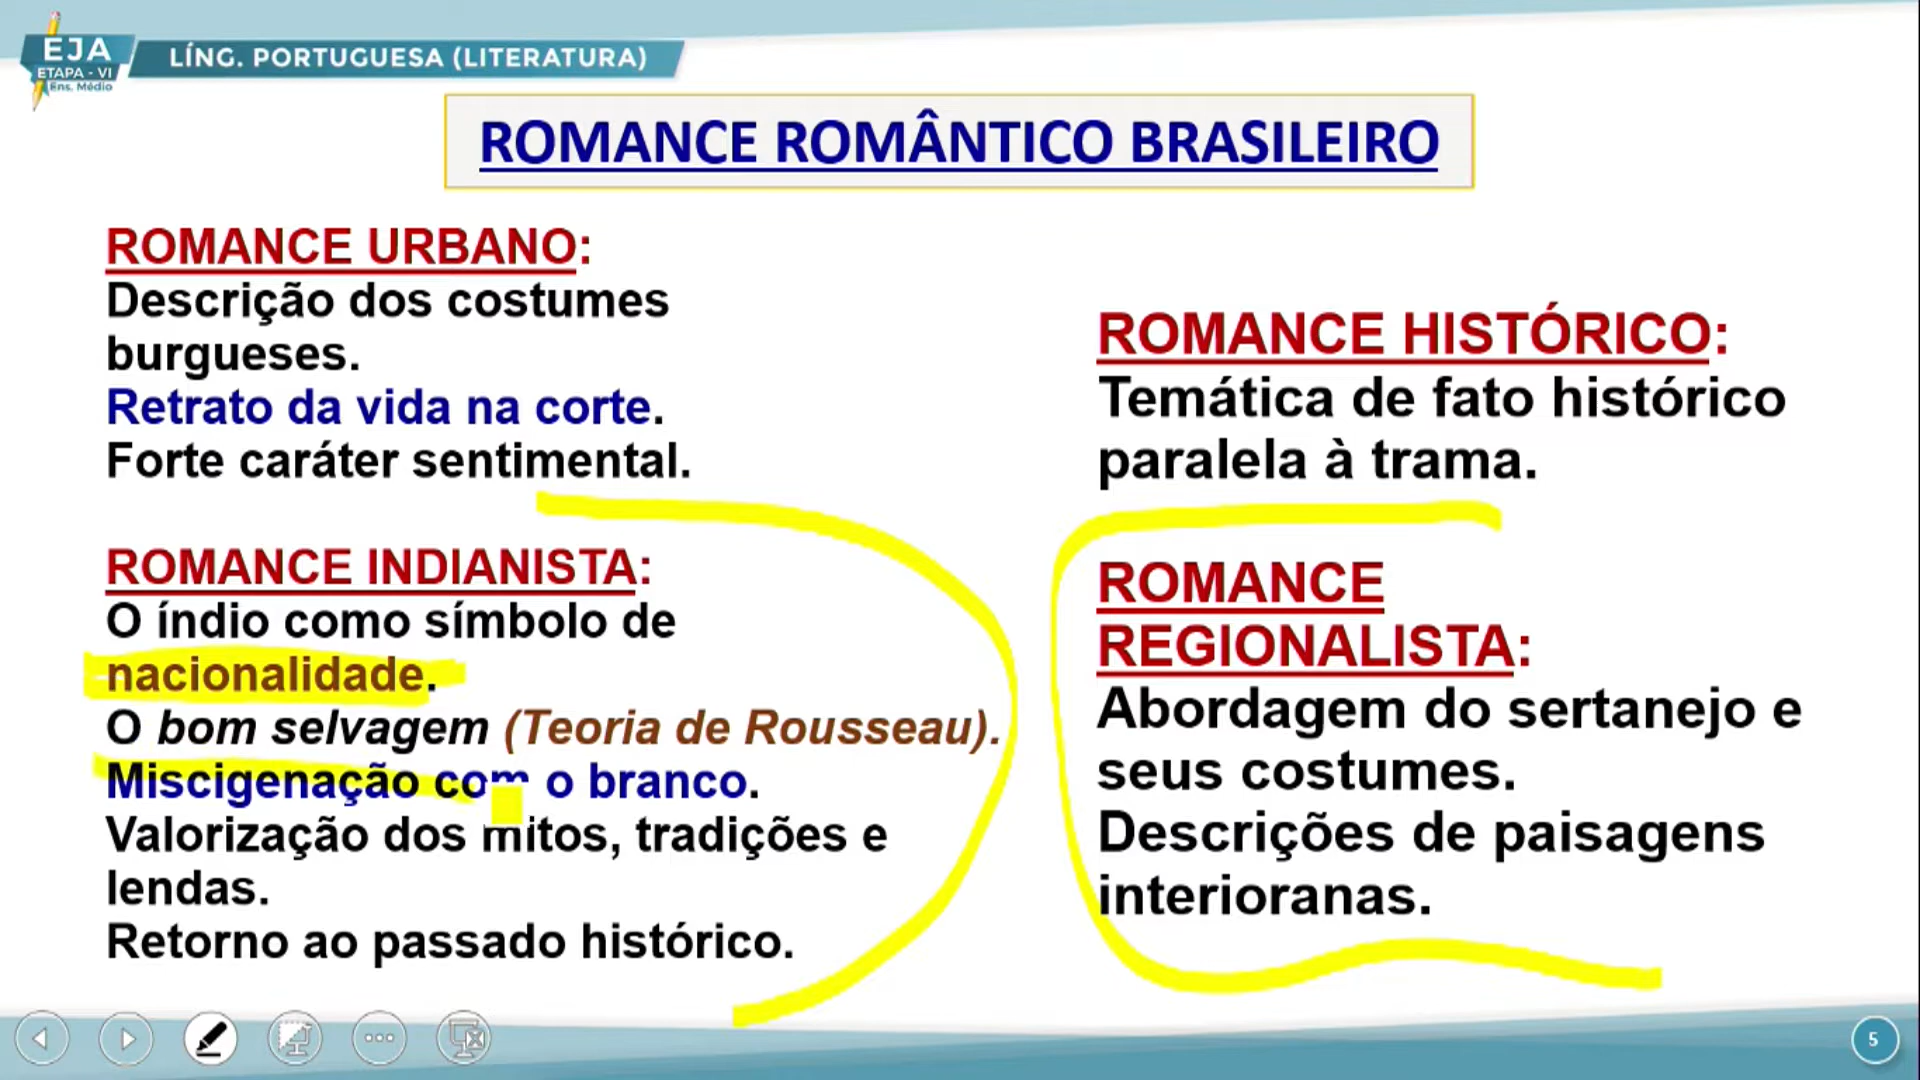 EJA
ETAPA - VI
Ens. Médio
LÍNG. PORTUGUESA (LITERATURA)
ROMANCE ROMÂNTICO BRASILEIRO
ROMANCE URBANO:
Descrição dos costumes
burgueses.
Retrato da vida na corte.
Forte caráter sentimental.
ROMANCE INDIANISTA:
O índio como símbolo de
nacionalidade.
O bom selvagem (Teoria de Rousseau).
Miscigenação com o branco.
Valorização dos mitos, tradições e
lendas.
Retorno ao passado histórico.
ROMANCE HISTÓRICO:
Temática de fato histórico
paralela à trama.
ROMANCE
REGIONALISTA:
Abordagem do sertanejo e
seus costumes.
Descrições de paisagens
interioranas.
5